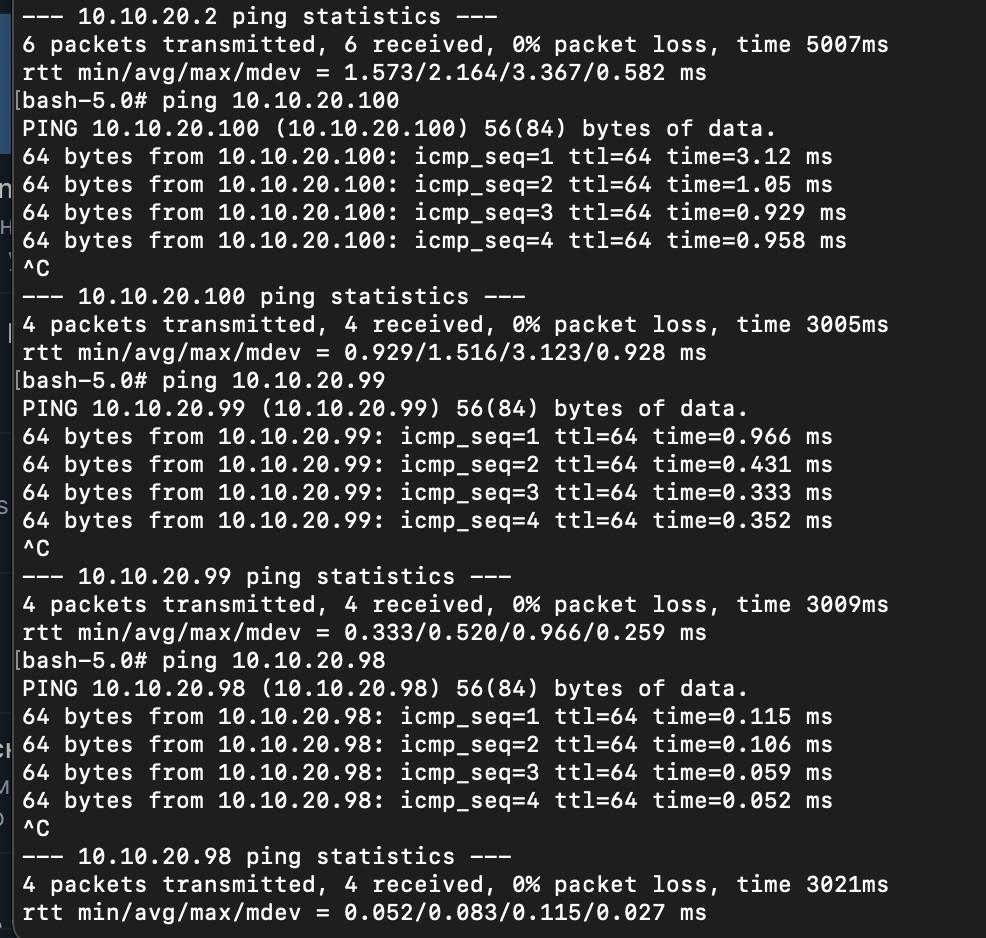 --- 10.10.20.2 ping statistics ---
6 packets transmitted, 6 received, 0% packet loss, time 5007ms
rtt min/avg/max/mdev = 1.573/2.164/3.367/0.582 ms
[bash-5.0# ping 10.10.20.100
PING 10.10.20.100 (10.10.20.100) 56(84) bytes of data.
64 bytes from 10.10.20.100: icmp_seq=1 ttl=64 time=3.12 ms
64 bytes from 10.10.20.100: icmp_seq=2 ttl=64 time=1.05 ms
64 bytes from 10.10.20.100: icmp_seq=3 ttl=64 time=0.929 ms
64 bytes from 10.10.20.100: icmp_seq=4 ttl=64 time=0.958 ms
^C
--- 10.10.20.100 ping statistics ---
4 packets transmitted, 4 received, 0% packet loss, time 3005ms
rtt min/avg/max/mdev = 0.929/1.516/3.123/0.928 ms
[bash-5.0# ping 10.10.20.99
PING 10.10.20.99 (10.10.20.99) 56(84) bytes of data.
64 bytes from 10.10.20.99: icmp_seq=1 ttl=64 time=0.966 ms
64 bytes from 10.10.20.99: icmp_seq=2 ttl=64 time=0.431 ms
64 bytes from 10.10.20.99: icmp_seq=3 ttl=64 time=0.333 ms
64 bytes from 10.10.20.99: icmp_seq=4 ttl=64 time=0.352 ms
^C
--- 10.10.20.99 ping statistics ---
4 packets transmitted, 4 received, 0% packet loss, time 3009ms
rtt min/avg/max/mdev = 0.333/0.520/0.966/0.259 ms
[bash-5.0# ping 10.10.20.98
PING 10.10.20.98 (10.10.20.98) 56(84) bytes of data.
64 bytes from 10.10.20.98: icmp_seq=1 ttl=64 time=0.115 ms
64 bytes from 10.10.20.98: icmp_seq=2 ttl=64 time=0.106 ms
64 bytes from 10.10.20.98: icmp_seq=3 ttl=64 time=0.059 ms
64 bytes from 10.10.20.98: icmp_seq=4 ttl=64 time=0.052 ms
^C
--- 10.10.20.98 ping statistics ---
4 packets transmitted, 4 received, 0% packet loss, time 3021ms
rtt min/avg/max/mdev = 0.052/0.083/0.115/0.027 ms